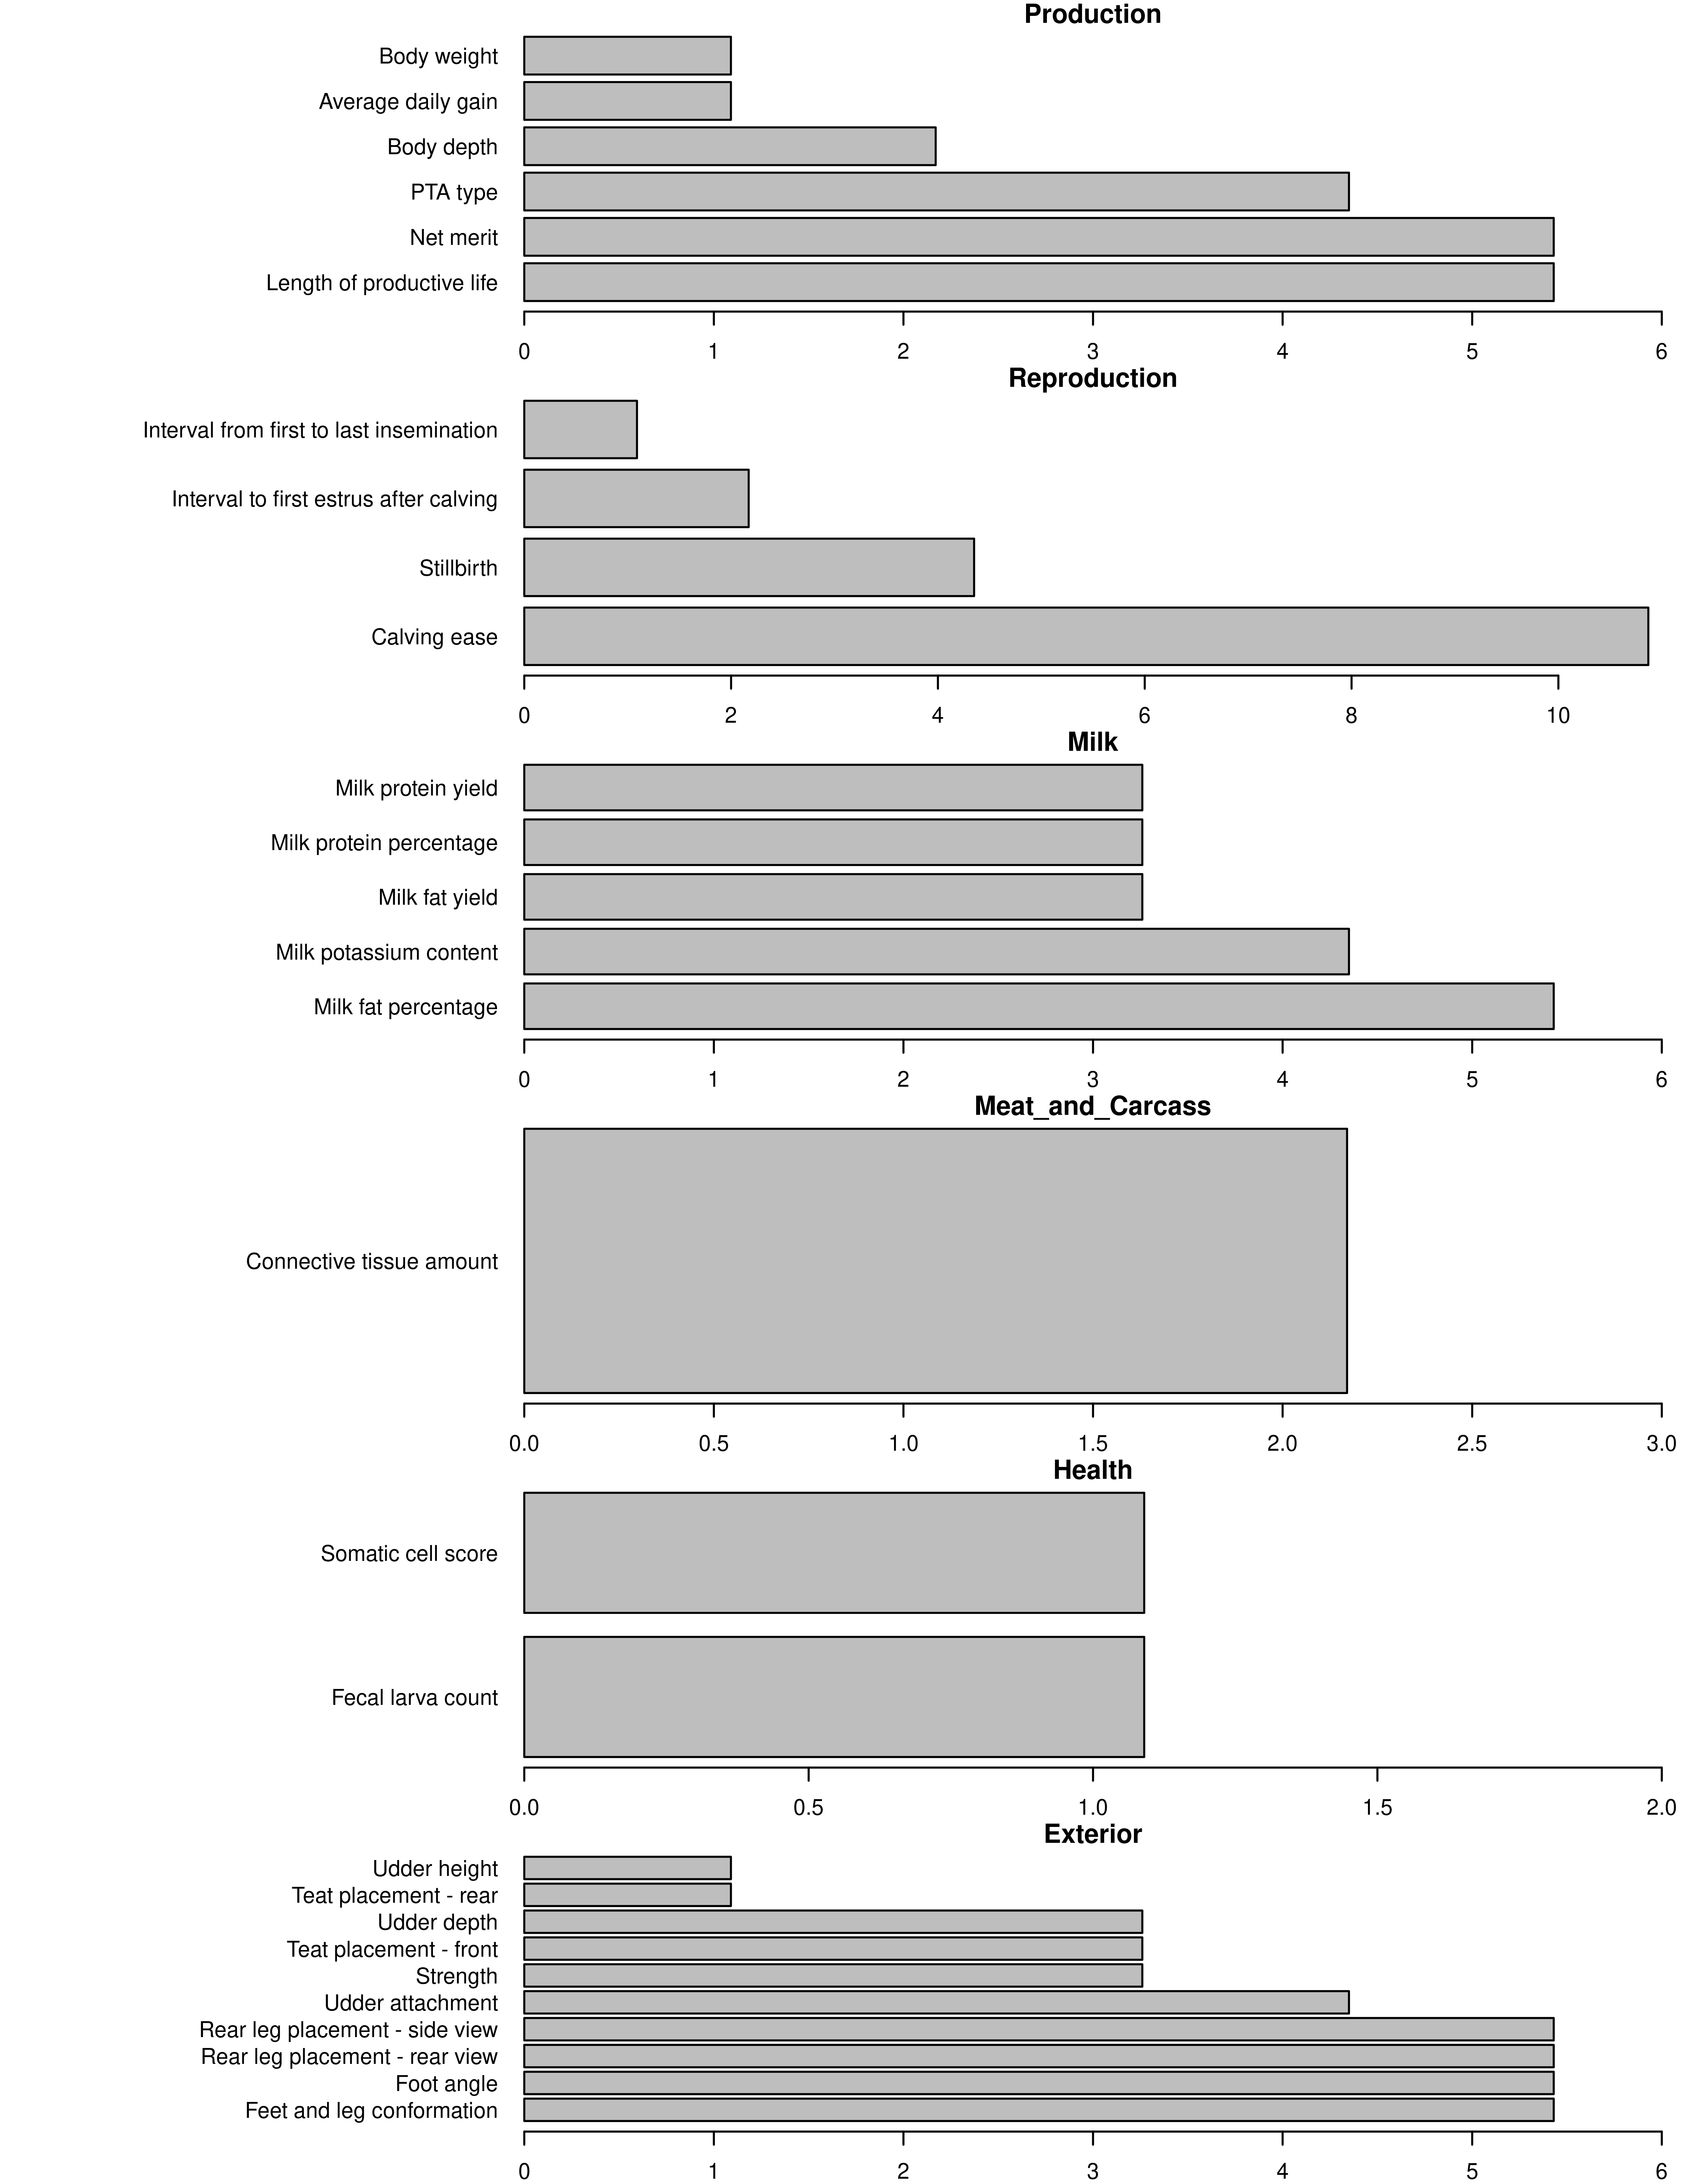 Production
Body weight
Average daily gain
Body depth
PTA type
Net merit
Length of productive life
0 1 2 3 4 5 6
Reproduction
Interval from first to last insemination
Interval to first estrus after calving
Stillbirth
Calving ease
0 2 4 6 8 10
Milk
Milk protein yield
Milk protein percentage
Milk fat yield
Milk potassium content
Milk fat percentage
0 1 2 3 4 5 6
Meat_and_Carcass
Connective tissue amount
0.0 0.5 1.0 1.5 2.0 2.5 3.0
Health
Somatic cell score
Fecal larva count
0.0 0.5 1.0 1.5 2.0
Exterior
Udder height
Teat placement - rear
Udder depth
Teat placement - front
Strength
Udder attachment
Rear leg placement - side view
Rear leg placement - rear view
Foot angle
Feet and leg conformation
0 1 2 3 4 5 6